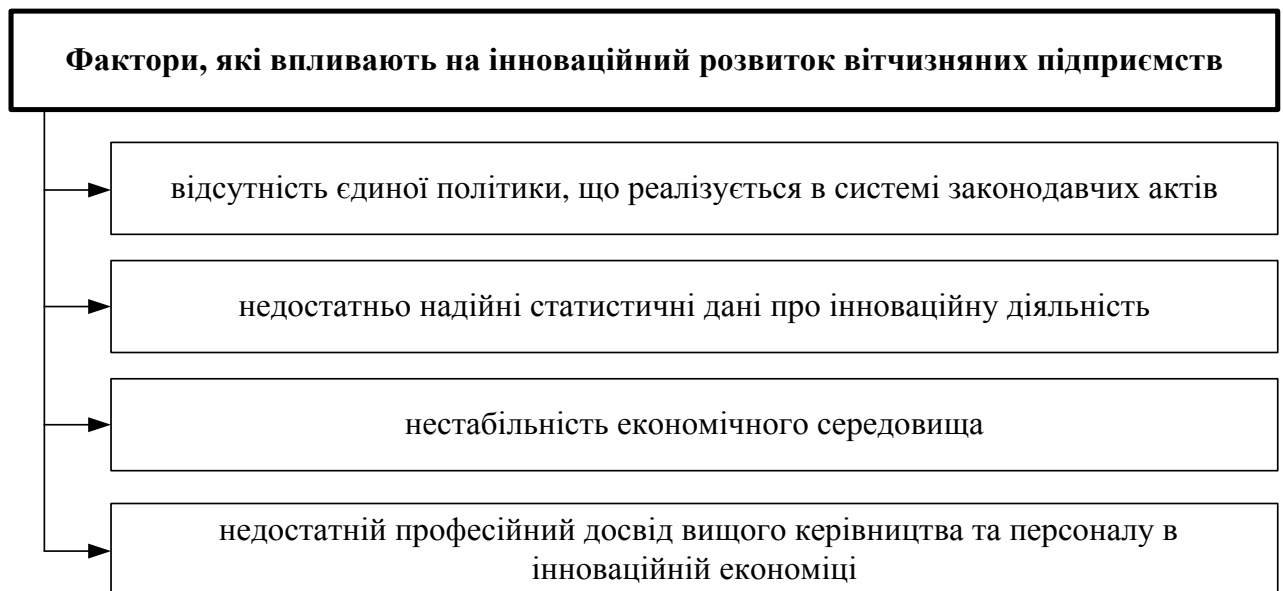 Фактори, які впливають на інноваційний розвиток вітчизняних підприємств
відсутність єдиної політики, що реалізується в системі законодавчих актів
недостатньо надійні статистичні дані про інноваційну діяльність
нестабільність економічного середовища
недостатній професійний досвід вищого керівництва та персоналу в
інноваційній економіці